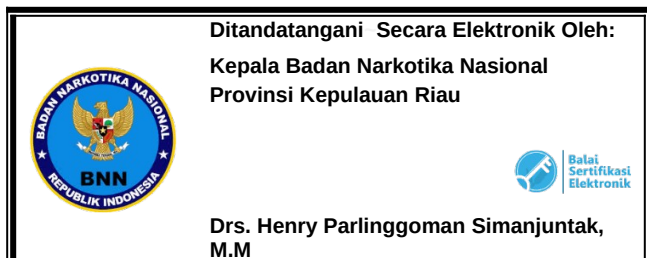 Ditandatangani Secara Elektronik Oleh:
Kepala Badan Narkotika Nasional
Provinsi Kepulauan Riau
BADAN NARKOTIKA NASIONAL
BNN
REPUBLIK INDONESIA
Balai
Sertifikasi
Elektronik
Drs. Henry Parlinggoman Simanjuntak,
M.M